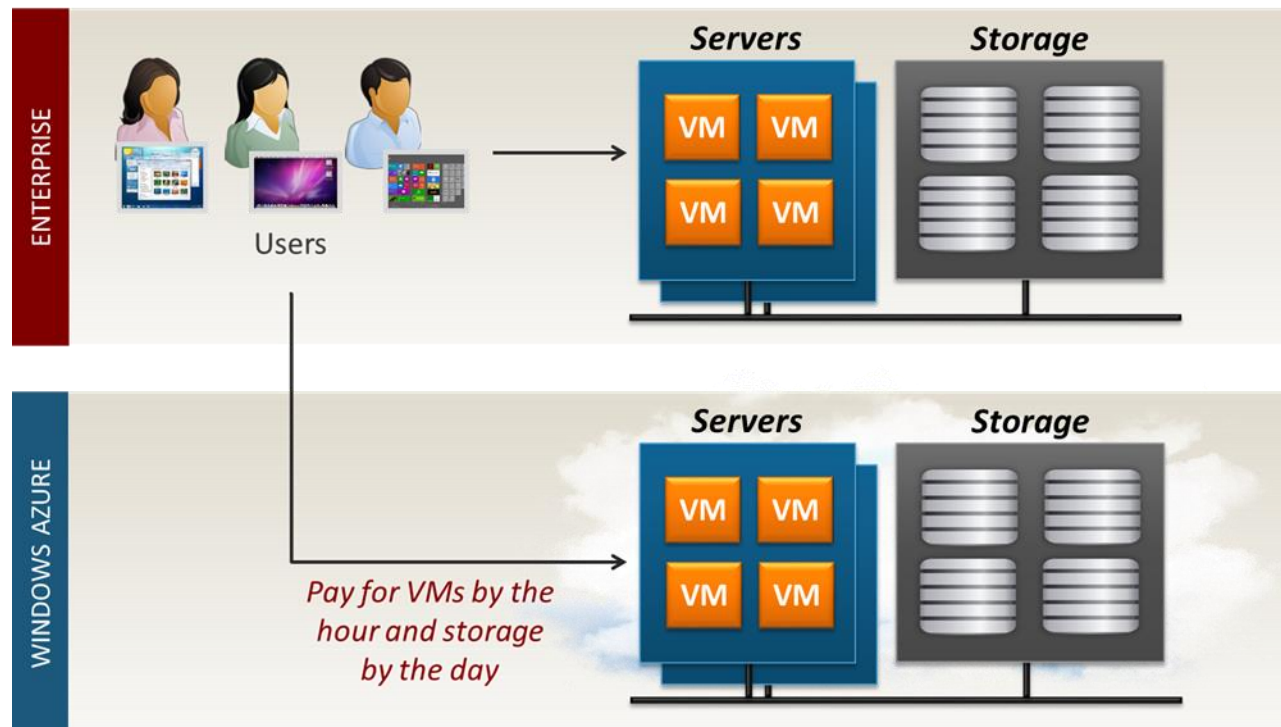 ENTERPRISE
Users
Servers
Storage
VM VM
VM VM
WINDOWS AZURE
Pay for VMs by the
hour and storage
by the day
Servers
Storage
VM VM
VM VM